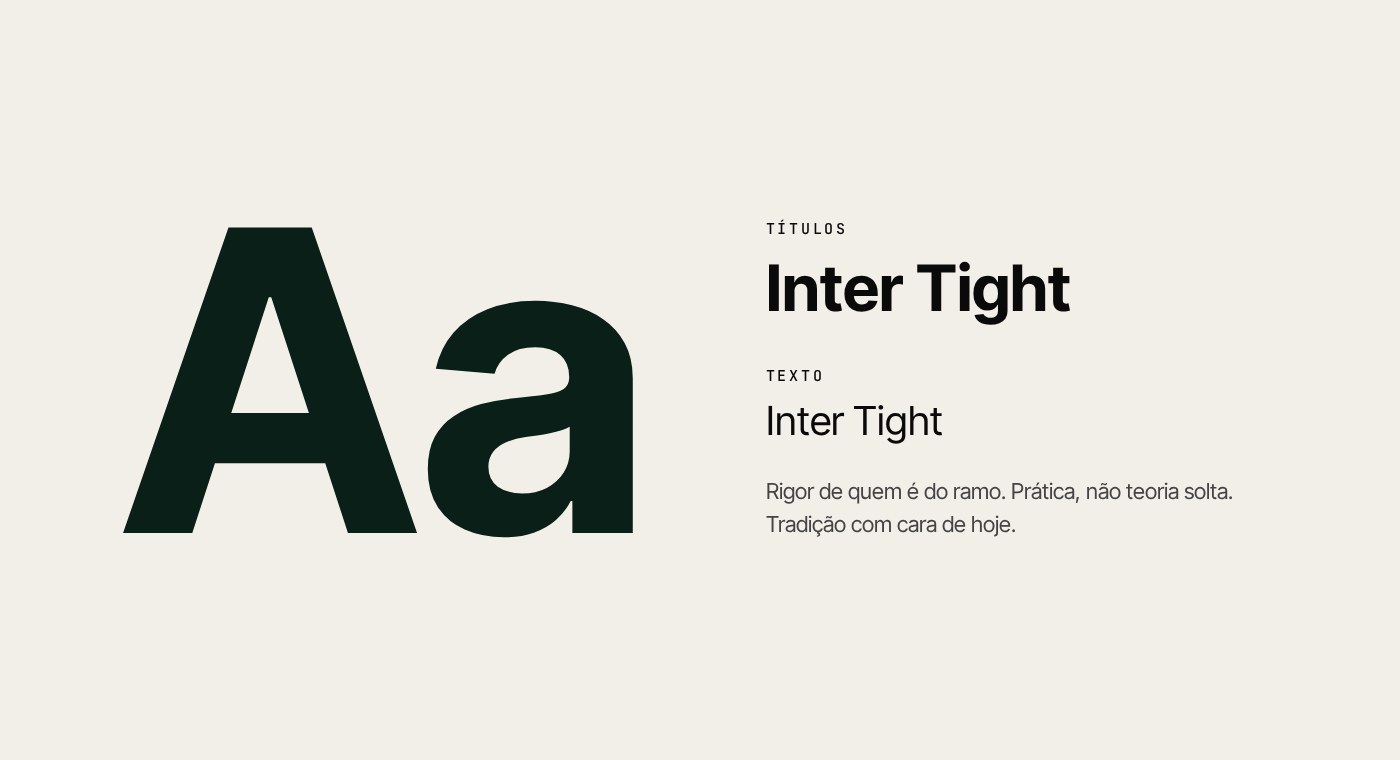 Aa
TÍTULOS
Inter Tight
TEXTO
Inter Tight
Rigor de quem é do ramo. Prática, não teoria solta.
Tradição com cara de hoje.